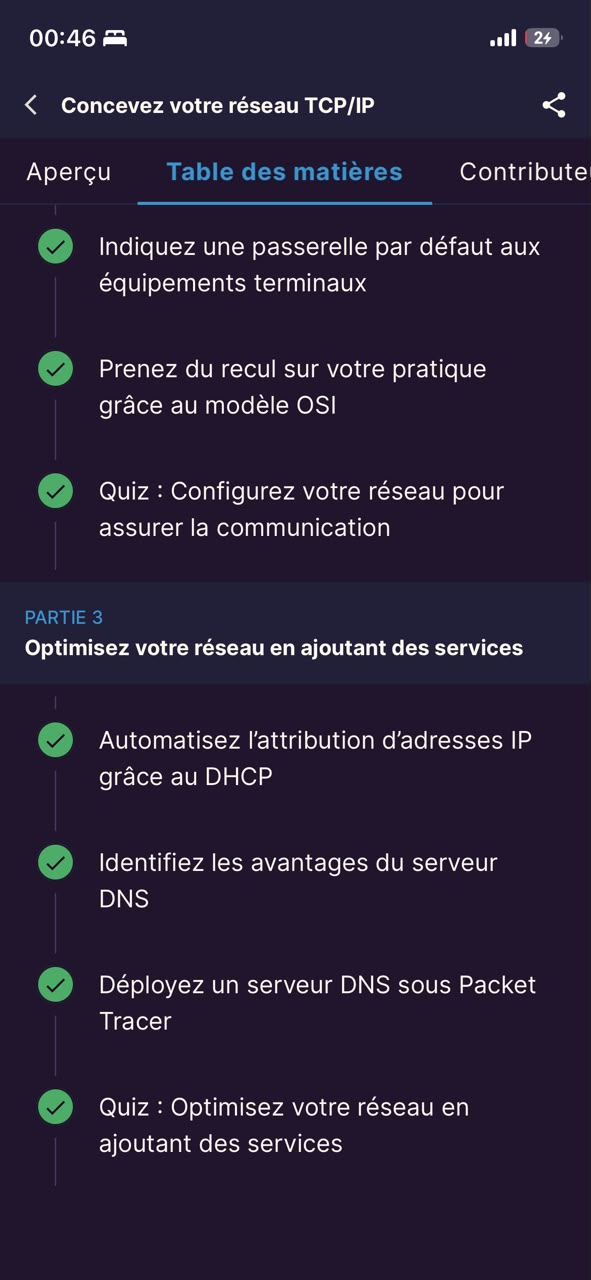 00:46
2
Concevez votre réseau TCP/IP
Aperçu Table des matières Contribute
Indiquez une passerelle par défaut aux
équipements terminaux
Prenez du recul sur votre pratique
grâce au modèle OSI
Quiz : Configurez votre réseau pour
assurer la communication
PARTIE 3
Optimisez votre réseau en ajoutant des services
Automatisez l’attribution d’adresses IP
grâce au DHCP
Identifiez les avantages du serveur
DNS
Déployez un serveur DNS sous Packet
Tracer
Quiz : Optimisez votre réseau en
ajoutant des services